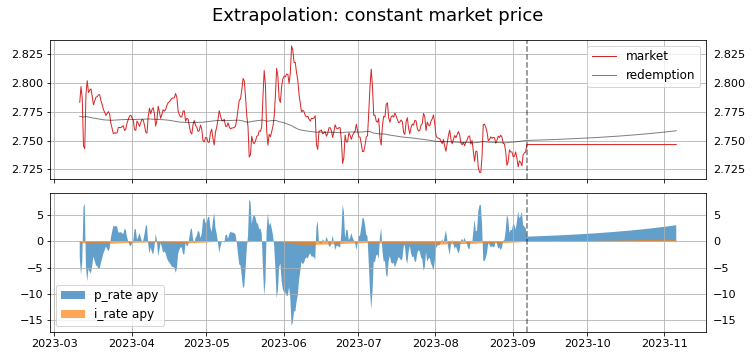 Extrapolation: constant market price
2.825 2.825
2.800 2.800
2.775 2.775
2.750 2.750
2.725 2.725
market
redemption
5 5
0 0
−5 −5
−10 −10
−15 −15
p_rate apy
i_rate apy
2023-03 2023-04 2023-05 2023-06 2023-07 2023-08 2023-09 2023-10 2023-11